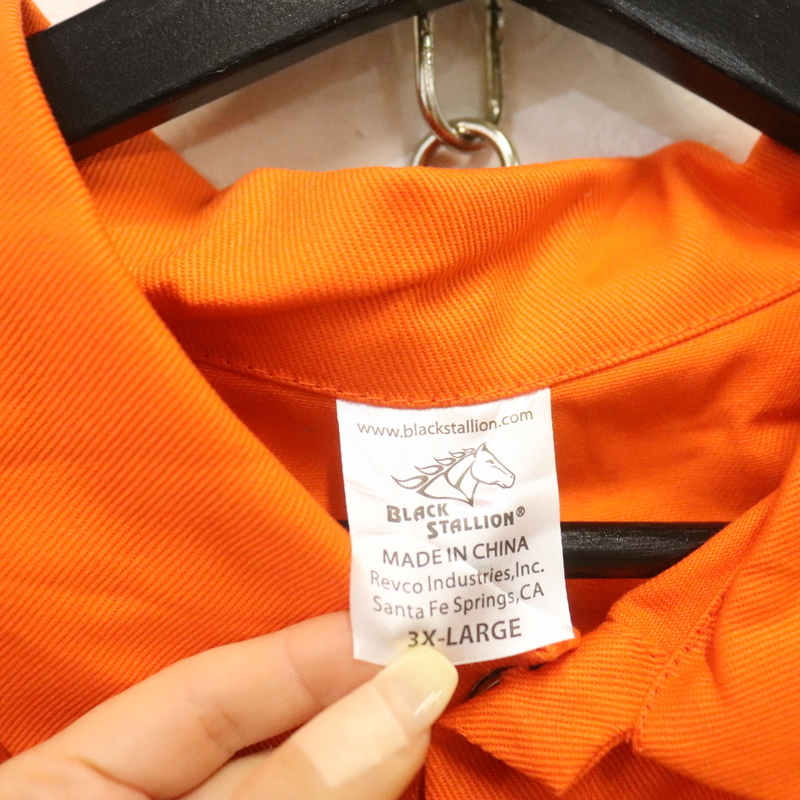 www.blackstallion.com
BLACK
STALLION®
MADE IN CHINA
Revco Industries,Inc.
Santa Fe Springs,CA
3X-LARGE